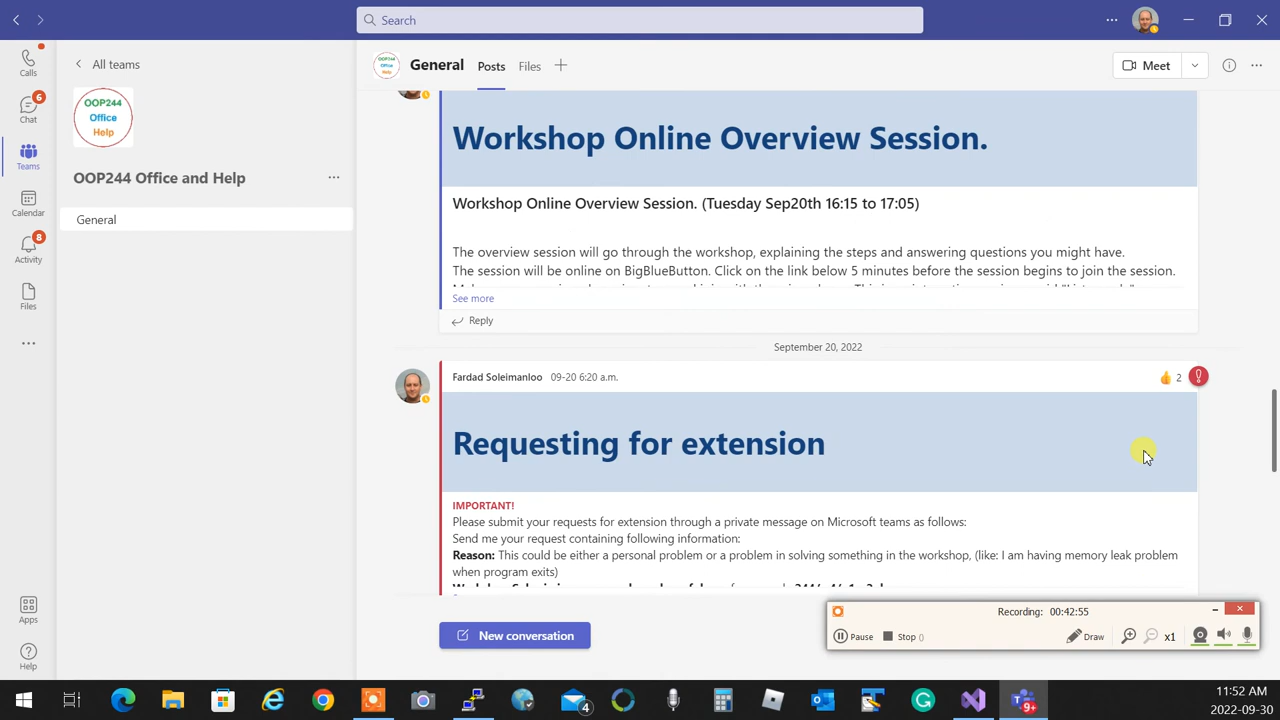 Search
Calls
6
Chat
Teams
Calendar
8
Activity
Files
Apps
Help
All teams
OOP244
Office
Help
OOP244 Office and Help
General
OOP244
Office
Help
General
Posts
Files
Meet
Workshop Online Overview Session.
Workshop Online Overview Session. (Tuesday Sep20th 16:15 to 17:05)
The overview session will go through the workshop, explaining the steps and answering questions you might have.
The session will be online on BigBlueButton. Click on the link below 5 minutes before the session begins to join the session.
See more
Reply
September 20, 2022
Fardad Soleimanloo 09-20 6:20 a.m.
2
Requesting for extension
IMPORTANT!
Please submit your requests for extension through a private message on Microsoft teams as follows:
Send me your request containing following information:
Reason: This could be either a personal problem or a problem in solving something in the workshop, (like: I am having memory leak problem
when program exits)
New conversation
Recording: 00:42:55
Pause
Stop ()
Draw
x1
4
9+
11:52 AM
2022-09-30